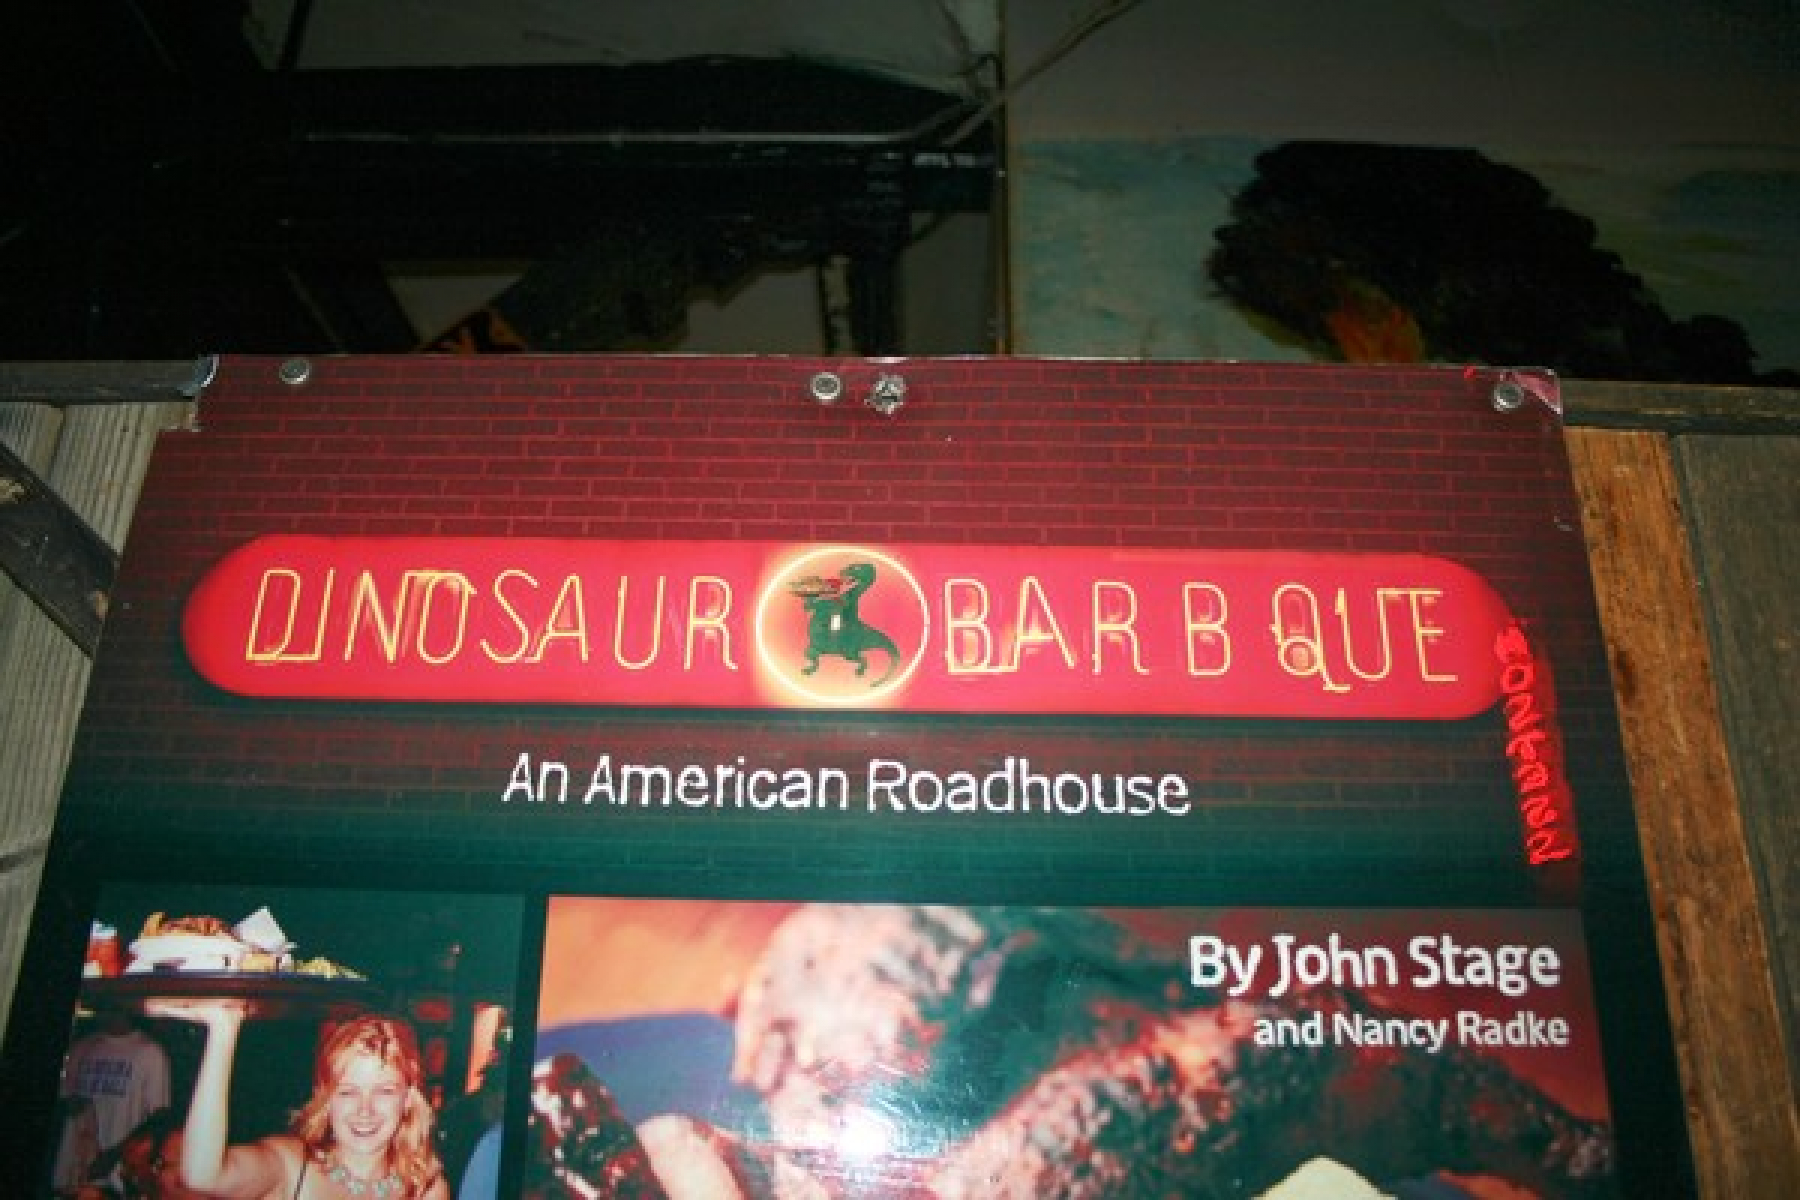 DINOSAUR BAR B QUE
An American Roadhouse
By John Stage
and Nancy Radke